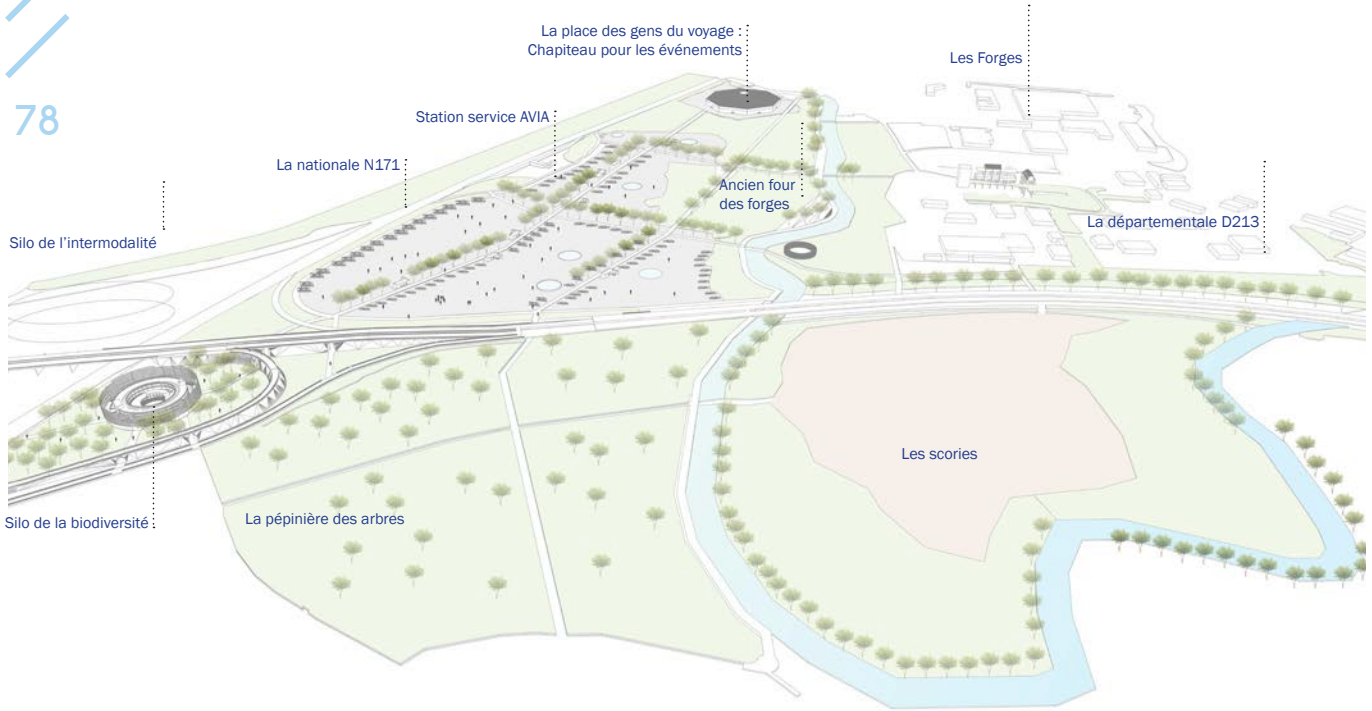 78
La place des gens du voyage :
Chapiteau pour les événements
Les Forges
Station service AVIA
La nationale N171
Ancien four
des forges
La départementale D213
Silo de l'intermodalité
Les scories
Silo de la biodiversité
La pépinière des arbres